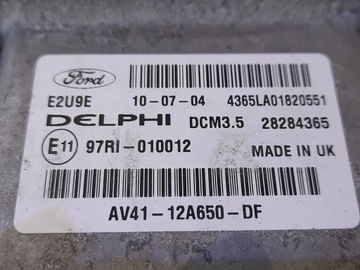 Ford
E2U9E 10-07-04 4365LA01820551
DELPHI DCM3.5 28284365
E11 97RI-010012 MADE IN UK
AV41-12A650-DF